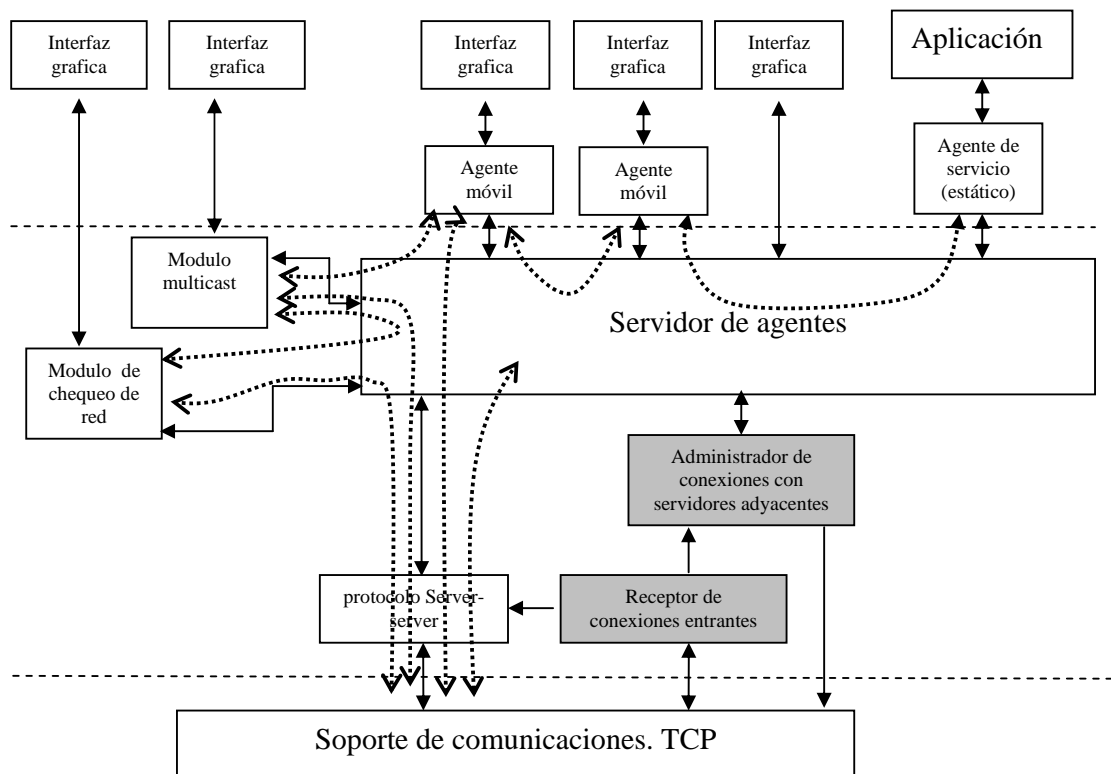 Interfaz
grafica
Interfaz
grafica
Interfaz
grafica
Interfaz
grafica
Interfaz
grafica
Aplicación
Agente
móvil
Agente
móvil
Agente de
servicio
(estático)
Modulo
multicast
Servidor de agentes
Modulo de
chequeo de
red
Administrador de
conexiones con
servidores adyacentes
protocolo Server-
server
Receptor de
conexiones entrantes
Soporte de comunicaciones. TCP